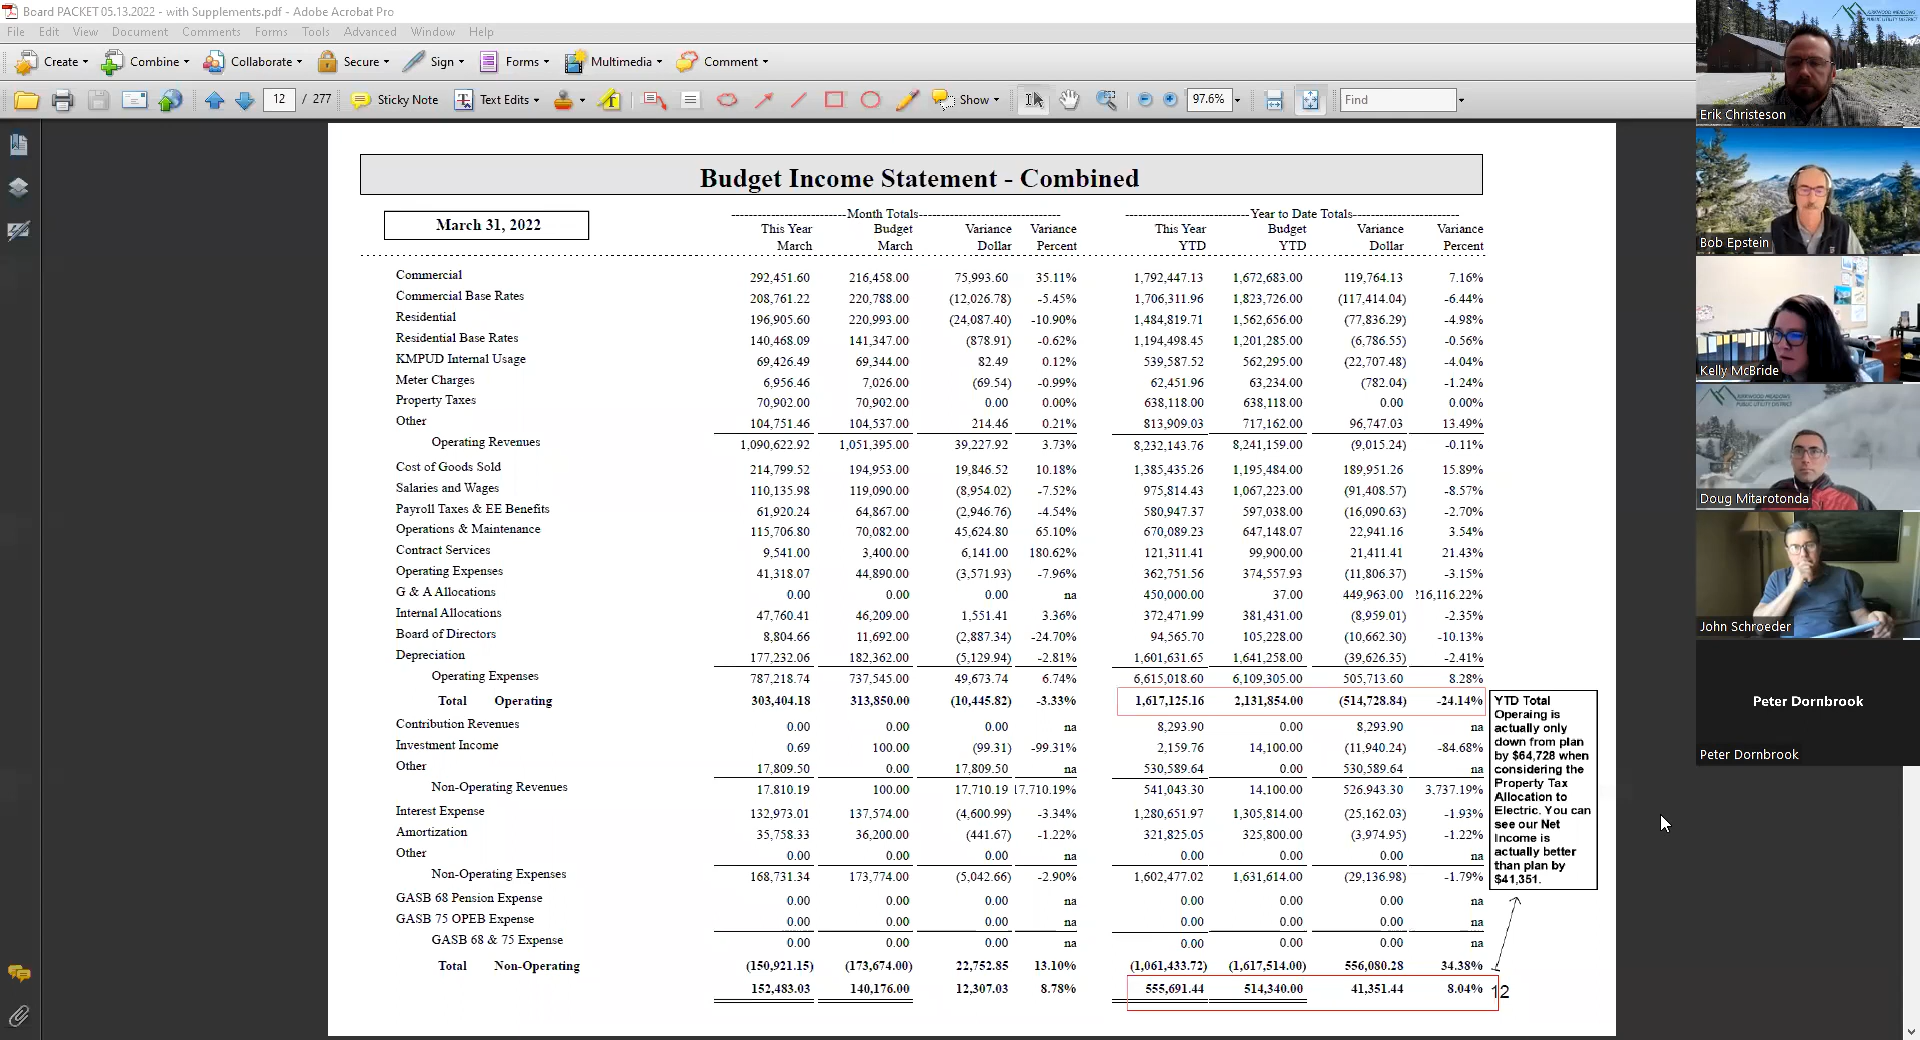 Board PACKET 05.13.2022 - with Supplements.pdf - Adobe Acrobat Pro
File Edit View Document Comments Forms Tools Advanced Window Help
Create Combine Collaborate Secure Sign Forms Multimedia Comment
12 / 277 Sticky Note Text Edits Show 97.6% Find
Budget Income Statement - Combined
March 31, 2022
Month Totals Year to Date Totals
This Year Budget Variance Variance This Year Budget Variance Variance
March March Dollar Percent YTD YTD Dollar Percent
Commercial 292,451.60 216,458.00 75,993.60 35.11% 1,792,447.13 1,672,683.00 119,764.13 7.16%
Commercial Base Rates 208,761.22 220,788.00 (12,026.78) -5.45% 1,706,311.96 1,823,726.00 (117,414.04) -6.44%
Residential 196,905.60 220,993.00 (24,087.40) -10.90% 1,484,819.71 1,562,656.00 (77,836.29) -4.98%
Residential Base Rates 140,468.09 141,347.00 (878.91) -0.62% 1,194,498.45 1,201,285.00 (6,786.55) -0.56%
KMPUD Internal Usage 69,426.49 69,344.00 82.49 0.12% 539,587.52 562,295.00 (22,707.48) -4.04%
Meter Charges 6,956.46 7,026.00 (69.54) -0.99% 62,451.96 63,234.00 (782.04) -1.24%
Property Taxes 70,902.00 70,902.00 0.00 0.00% 638,118.00 638,118.00 0.00 0.00%
Other 104,751.46 104,537.00 214.46 0.21% 813,909.03 717,162.00 96,747.03 13.49%
Operating Revenues 1,090,622.92 1,051,395.00 39,227.92 3.73% 8,232,143.76 8,241,159.00 (9,015.24) -0.11%
Cost of Goods Sold 214,799.52 194,953.00 19,846.52 10.18% 1,385,435.26 1,195,484.00 189,951.26 15.89%
Salaries and Wages 110,135.98 119,090.00 (8,954.02) -7.52% 975,814.43 1,067,223.00 (91,408.57) -8.57%
Payroll Taxes & EE Benefits 61,920.24 64,867.00 (2,946.76) -4.54% 580,947.37 597,038.00 (16,090.63) -2.70%
Operations & Maintenance 115,706.80 70,082.00 45,624.80 65.10% 670,089.23 647,148.07 22,941.16 3.54%
Contract Services 9,541.00 3,400.00 6,141.00 180.62% 121,311.41 99,900.00 21,411.41 21.43%
Operating Expenses 41,318.07 44,890.00 (3,571.93) -7.96% 362,751.56 374,557.93 (11,806.37) -3.15%
G & A Allocations 0.00 0.00 0.00 na 450,000.00 37.00 449,963.00 16,116.22%
Internal Allocations 47,760.41 46,209.00 1,551.41 3.36% 372,471.99 381,431.00 (8,959.01) -2.35%
Board of Directors 8,804.66 11,692.00 (2,887.34) -24.70% 94,565.70 105,228.00 (10,662.30) -10.13%
Depreciation 177,232.06 182,362.00 (5,129.94) -2.81% 1,601,631.65 1,641,258.00 (39,626.35) -2.41%
Operating Expenses 787,218.74 737,545.00 49,673.74 6.74% 6,615,018.60 6,109,305.00 505,713.60 8.28%
Total Operating 303,404.18 313,850.00 (10,445.82) -3.33% 1,617,125.16 2,131,854.00 (514,728.84) -24.14%
Contribution Revenues 0.00 0.00 0.00 na 8,293.90 0.00 8,293.90 na
Investment Income 0.69 100.00 (99.31) -99.31% 2,159.76 14,100.00 (11,940.24) -84.68%
Other 17,809.50 0.00 17,809.50 na 530,589.64 0.00 530,589.64 na
Non-Operating Revenues 17,810.19 100.00 17,710.19 17,710.19% 541,043.30 14,100.00 526,943.30 3,737.19%
Interest Expense 132,973.01 137,574.00 (4,600.99) -3.34% 1,280,651.97 1,305,814.00 (25,162.03) -1.93%
Amortization 35,758.33 36,200.00 (441.67) -1.22% 321,825.05 325,800.00 (3,974.95) -1.22%
Other 0.00 0.00 0.00 na 0.00 0.00 0.00 na
Non-Operating Expenses 168,731.34 173,774.00 (5,042.66) -2.90% 1,602,477.02 1,631,614.00 (29,136.98) -1.79%
GASB 68 Pension Expense 0.00 0.00 0.00 na 0.00 0.00 0.00 na
GASB 75 OPEB Expense 0.00 0.00 0.00 na 0.00 0.00 0.00 na
GASB 68 & 75 Expense 0.00 0.00 0.00 na 0.00 0.00 0.00 na
Total Non-Operating (150,921.15) (173,674.00) 22,752.85 13.10% (1,061,433.72) (1,617,514.00) 556,080.28 34.38%
152,483.03 140,176.00 12,307.03 8.78% 555,691.44 514,340.00 41,351.44 8.04%
12
YTD Total
Operaing is
actually only
down from plan
by $64,728 when
considering the
Property Tax
Allocation to
Electric. You can
see our Net
Income is
actually better
than plan by
$41,351.
KIRKWOOD MEADOWS
PUBLIC UTILITY DISTRICT
Erik Christeson
Bob Epstein
Kelly McBride
KIRKWOOD MEADOWS
PUBLIC UTILITY DISTRICT
Doug Mitarotonda
John Schroeder
Peter Dornbrook
Peter Dornbrook